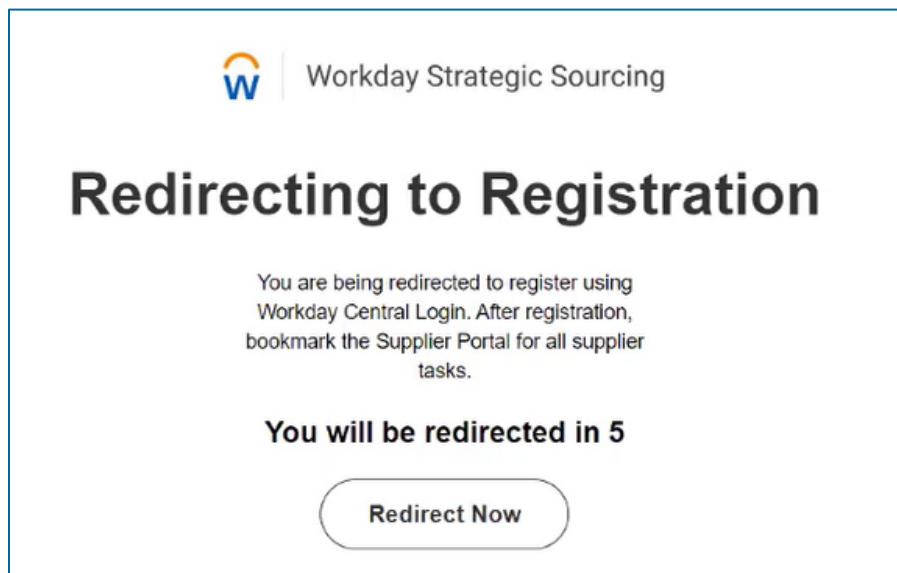 W Workday Strategic Sourcing
Redirecting to Registration
You are being redirected to register using
Workday Central Login. After registration,
bookmark the Supplier Portal for all supplier
tasks.
You will be redirected in 5
Redirect Now